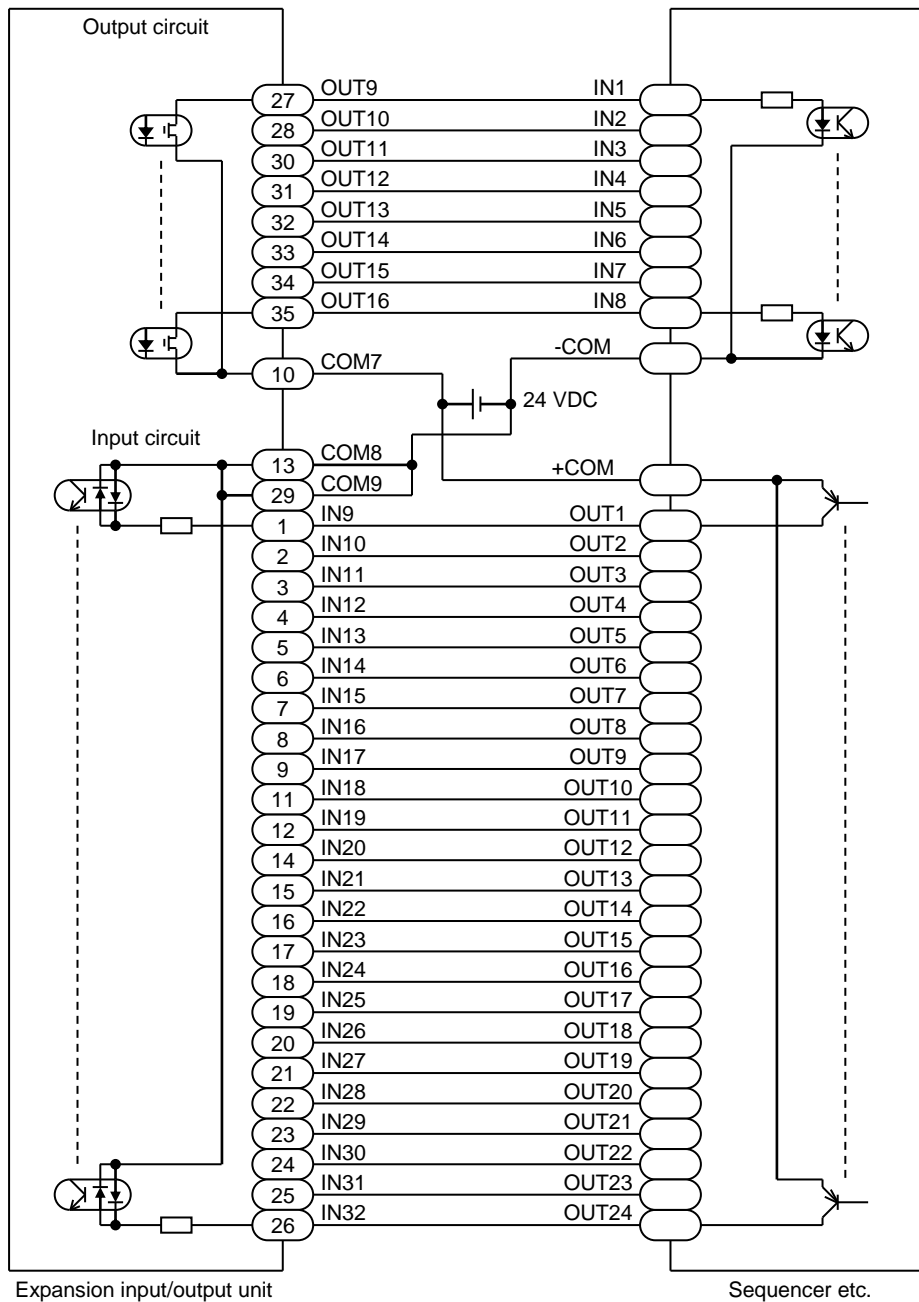 Output circuit
27 OUT9 IN1
28 OUT10 IN2
30 OUT11 IN3
31 OUT12 IN4
32 OUT13 IN5
33 OUT14 IN6
34 OUT15 IN7
35 OUT16 IN8
10 COM7 -COM
24 VDC
Input circuit
13 COM8
+COM
29 COM9
1 IN9 OUT1
2 IN10 OUT2
3 IN11 OUT3
4 IN12 OUT4
5 IN13 OUT5
6 IN14 OUT6
7 IN15 OUT7
8 IN16 OUT8
9 IN17 OUT9
11 IN18 OUT10
12 IN19 OUT11
14 IN20 OUT12
15 IN21 OUT13
16 IN22 OUT14
17 IN23 OUT15
18 IN24 OUT16
19 IN25 OUT17
20 IN26 OUT18
21 IN27 OUT19
22 IN28 OUT20
23 IN29 OUT21
24 IN30 OUT22
25 IN31 OUT23
26 IN32 OUT24
Expansion input/output unit
Sequencer etc.